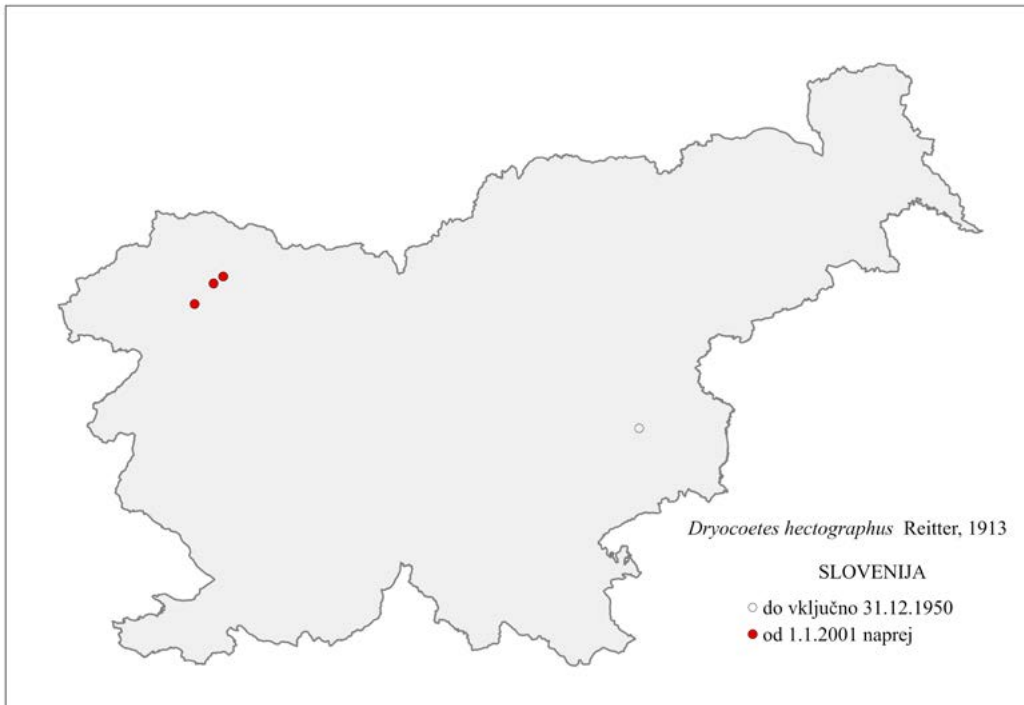 Dryocoetes hectographus Reitter, 1913
SLOVENIJA
do vključno 31.12.1950
od 1.1.2001 naprej